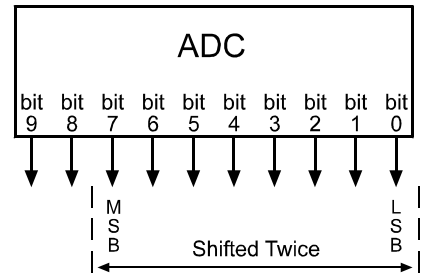 ADC
bit bit bit bit bit bit bit bit bit bit
9 8 7 6 5 4 3 2 1 0
MSB LSB
Shifted Twice